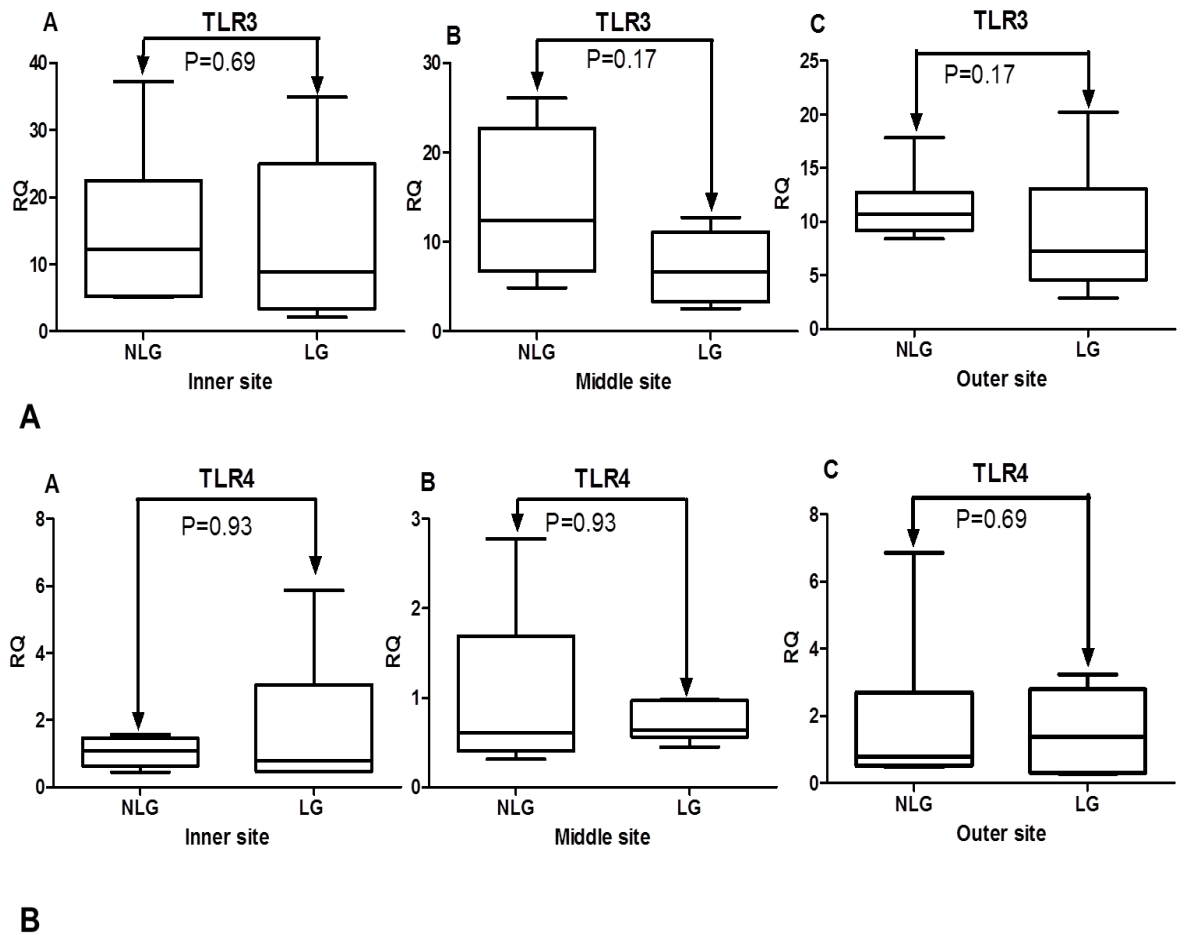 A
TLR3
P=0.69
40
30
20
10
0
RQ
NLG LG
Inner site
B
TLR3
P=0.17
30
20
10
0
RQ
NLG LG
Middle site
C
TLR3
P=0.17
25
20
15
10
5
0
RQ
NLG LG
Outer site
A
A
TLR4
P=0.93
8
6
4
2
0
RQ
NLG LG
Inner site
B
TLR4
P=0.93
3
2
1
0
RQ
NLG LG
Middle site
C
TLR4
P=0.69
8
6
4
2
0
RQ
NLG LG
Outer site
B